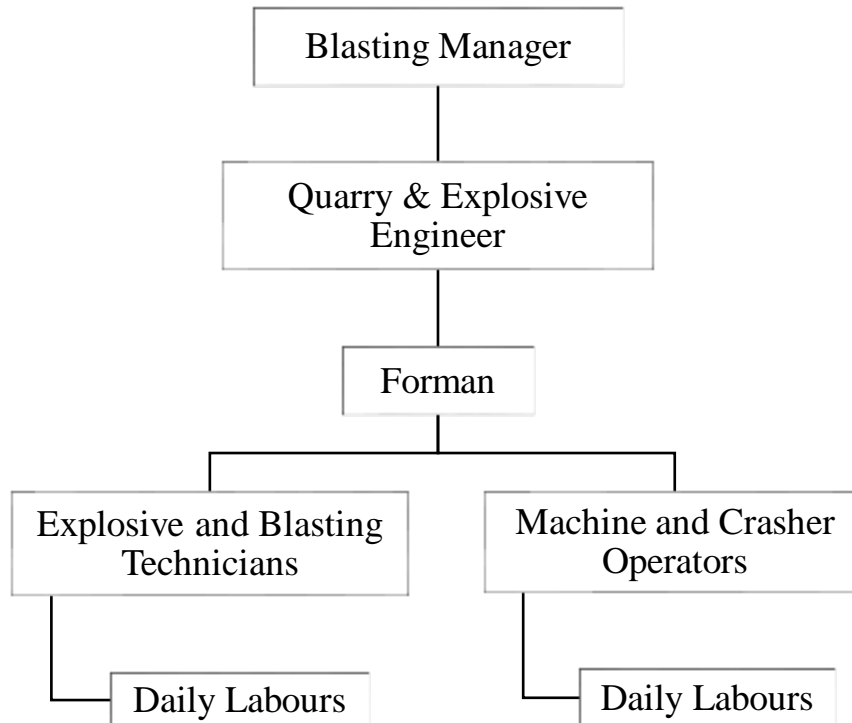 Blasting Manager
Quarry & Explosive
Engineer
Forman
Explosive and Blasting
Technicians
Machine and Crasher
Operators
Daily Labours
Daily Labours